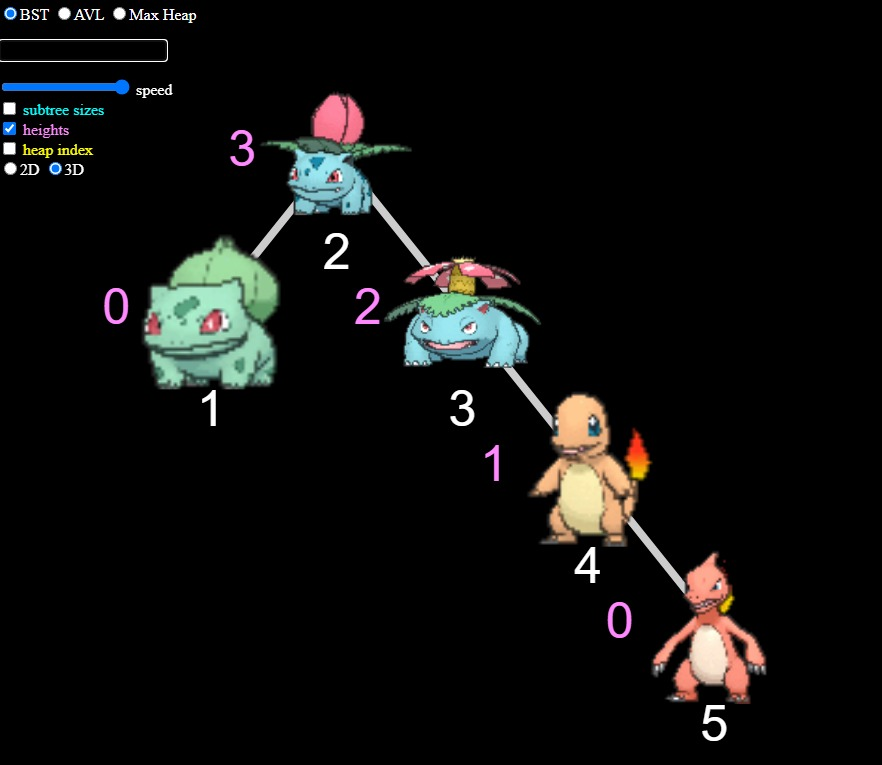 BST AVL Max Heap
speed
subtree sizes
heights
heap index
2D 3D
3
2
0
2
1
3
1
4
0
5